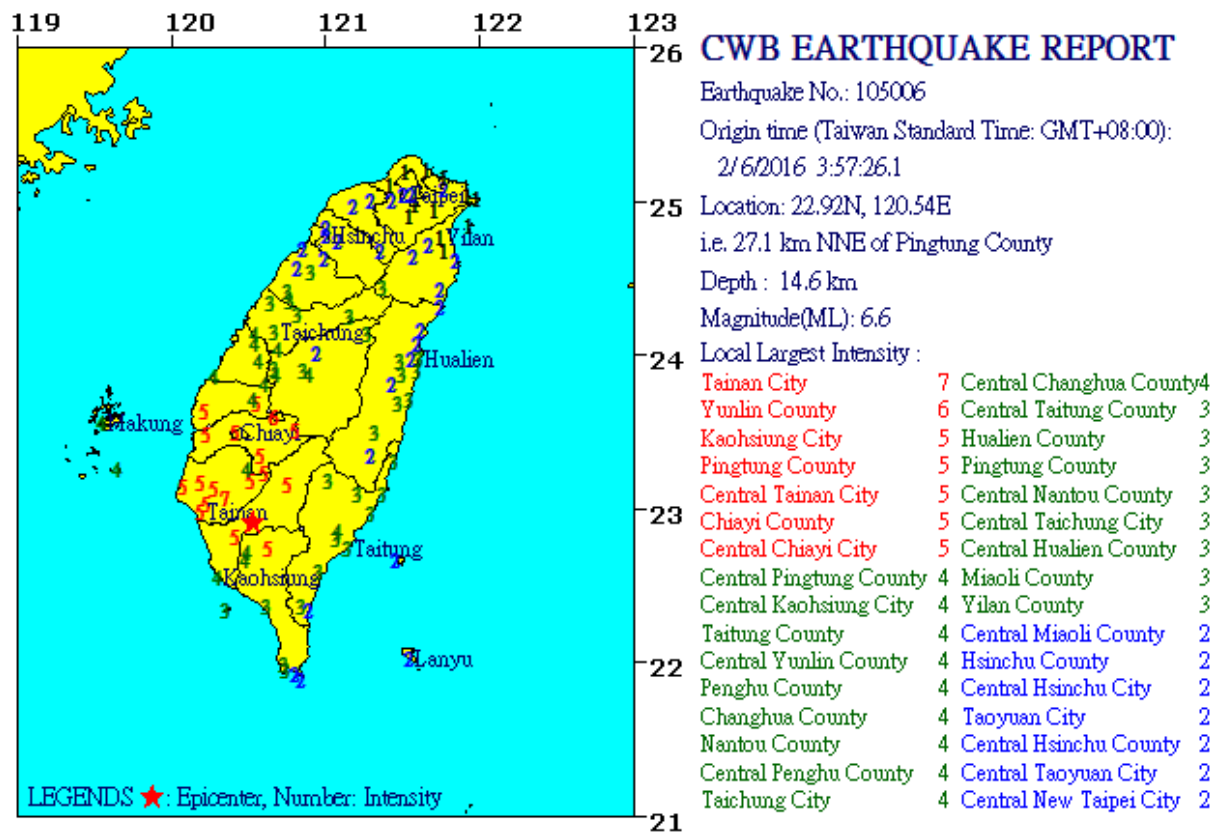 119 120 121 122 123
26
25
24
23
22
21
Taipei
Hsinchu
Yilan
Taichung
Hualien
Makung
Chiayi
Tainan
Taitung
Kaohsiung
Lanyu
LEGENDS ★: Epicenter, Number: Intensity
CWB EARTHQUAKE REPORT
Earthquake No.: 105006
Origin time (Taiwan Standard Time: GMT+08:00):
2/6/2016 3:57:26.1
Location: 22.92N, 120.54E
i.e. 27.1 km NNE of Pingtung County
Depth : 14.6 km
Magnitude(ML): 6.6
Local Largest Intensity :
Tainan City 7 Central Changhua County4
Yunlin County 6 Central Taitung County 3
Kaohsiung City 5 Hualien County 3
Pingtung County 5 Pingtung County 3
Central Tainan City 5 Central Nantou County 3
Chiayi County 5 Central Taichung City 3
Central Chiayi City 5 Central Hualien County 3
Central Pingtung County 4 Miaoli County 3
Central Kaohsiung City 4 Yilan County 3
Taitung County 4 Central Miaoli County 2
Central Yunlin County 4 Hsinchu County 2
Penghu County 4 Central Hsinchu City 2
Changhua County 4 Taoyuan City 2
Nantou County 4 Central Hsinchu County 2
Central Penghu County 4 Central Taoyuan City 2
Taichung City 4 Central New Taipei City 2